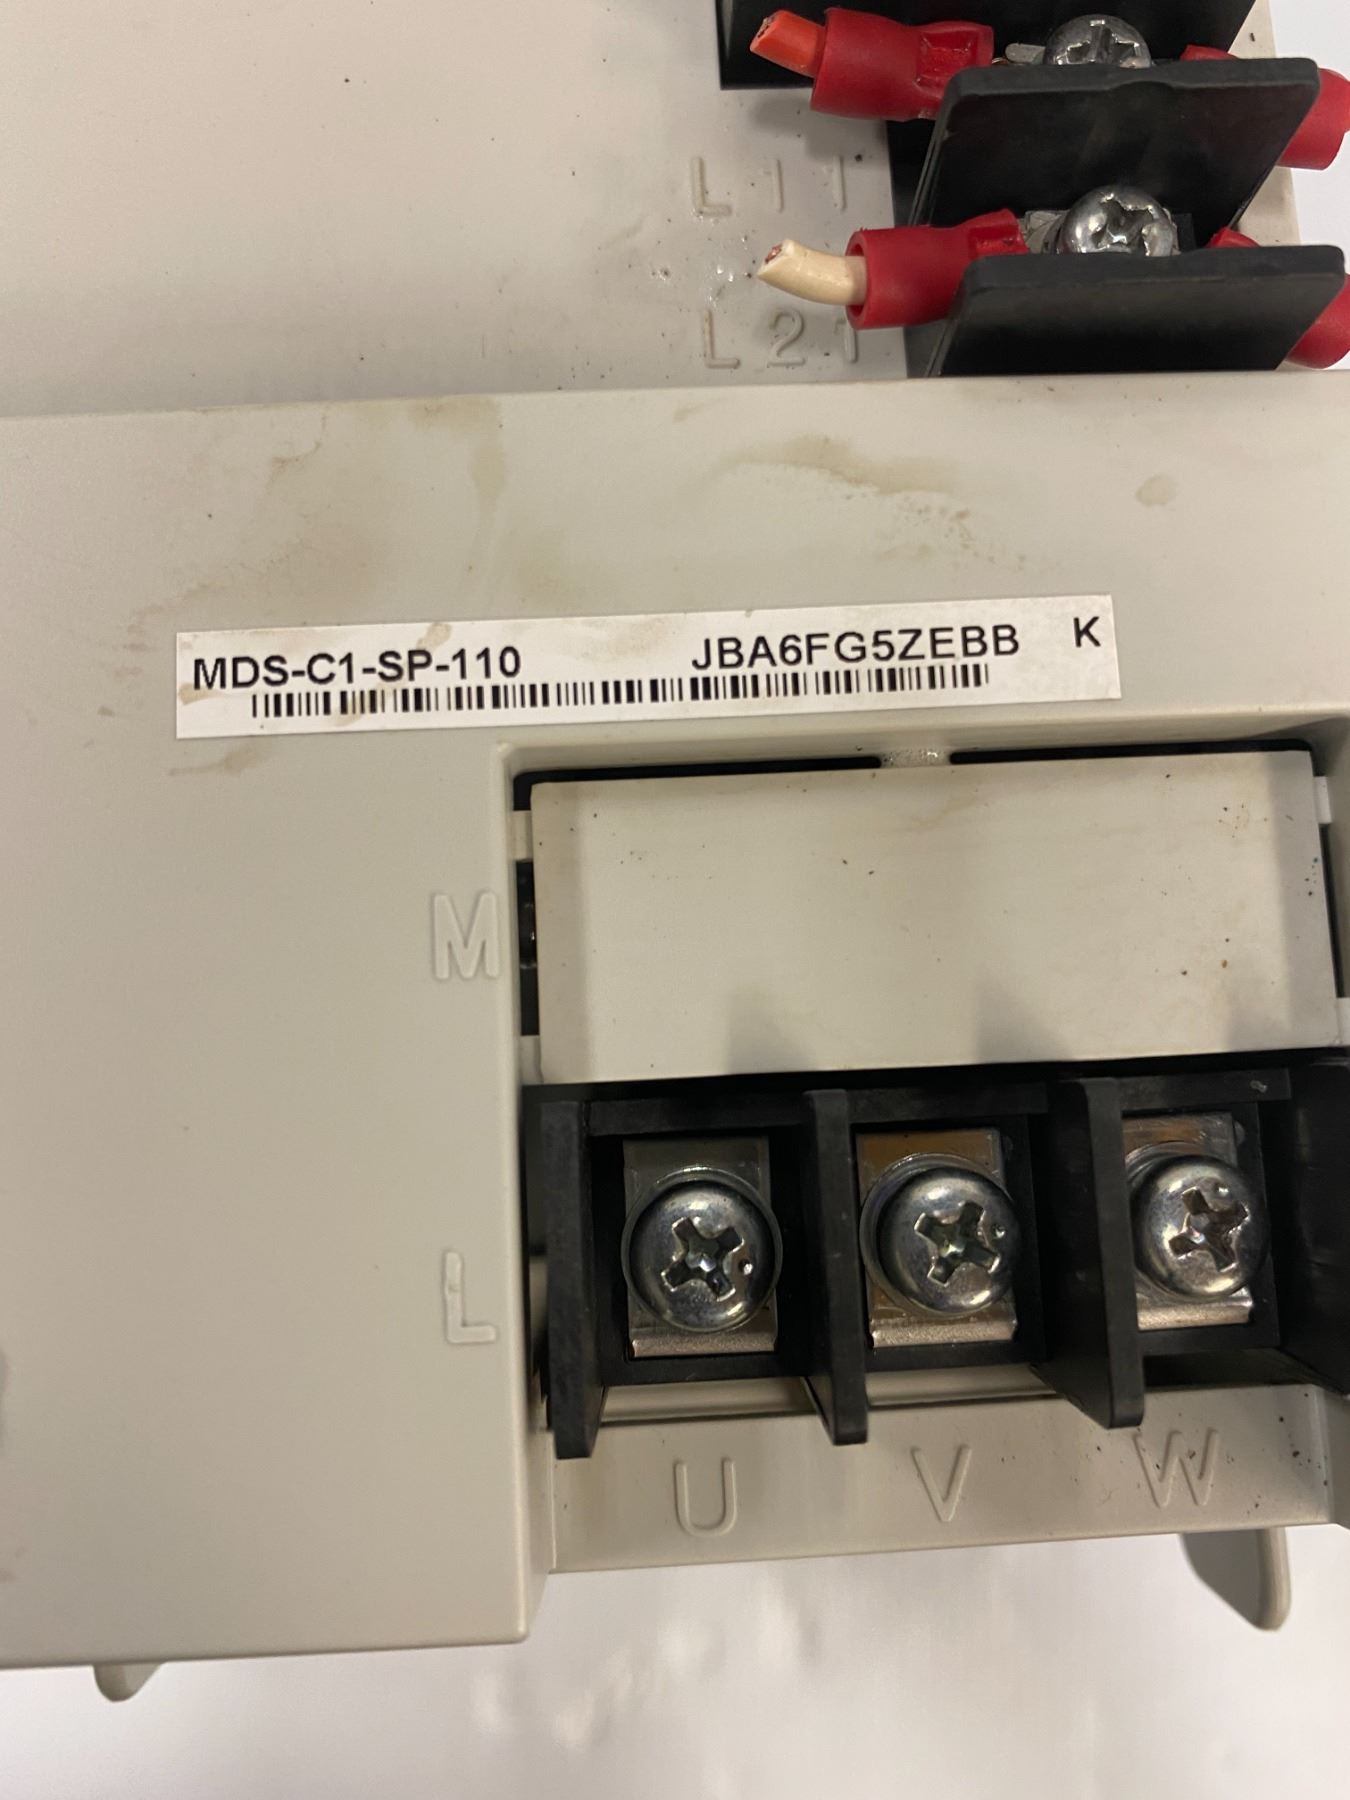 L11
L21
MDS-C1-SP-110 JBA6FG5ZEBB K
M
L
U V W